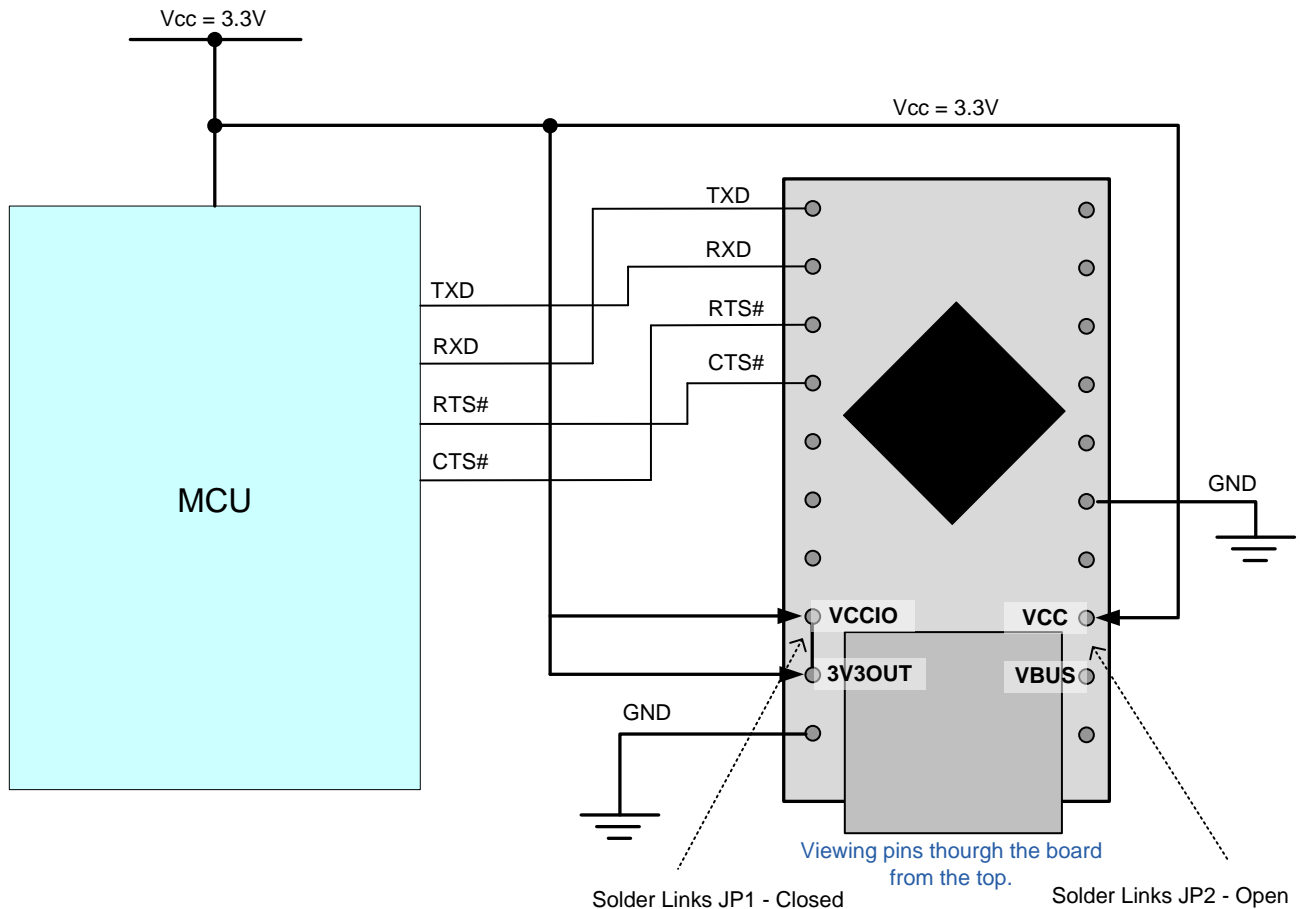 Vcc = 3.3V
Vcc = 3.3V
TXD
RXD
RTS#
CTS#
TXD
RXD
RTS#
CTS#
MCU
GND
VCCIO
VCC
3V3OUT
VBUS
GND
Viewing pins thourgh the board
from the top.
Solder Links JP1 - Closed
Solder Links JP2 - Open